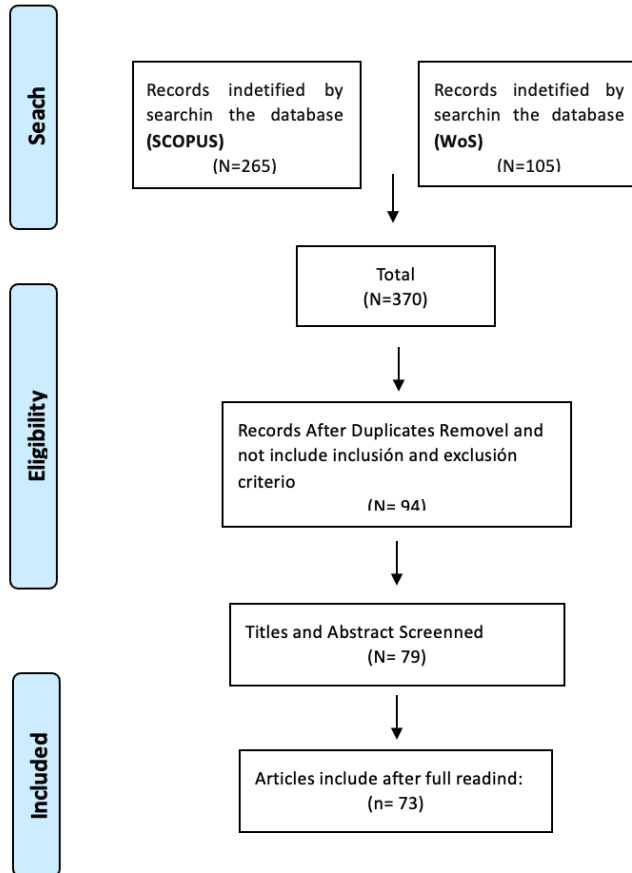 Seach
Records indetified by
searchin the database
(SCOPUS)
(N=265)
Records indetified by
searchin the database
(WoS)
(N=105)
Total
(N=370)
Eligibility
Records After Duplicates Removel and
not include inclusión and exclusión
criterio
(N= 94)
Titles and Abstract Screenned
(N= 79)
Included
Articles include after full readind:
(n= 73)